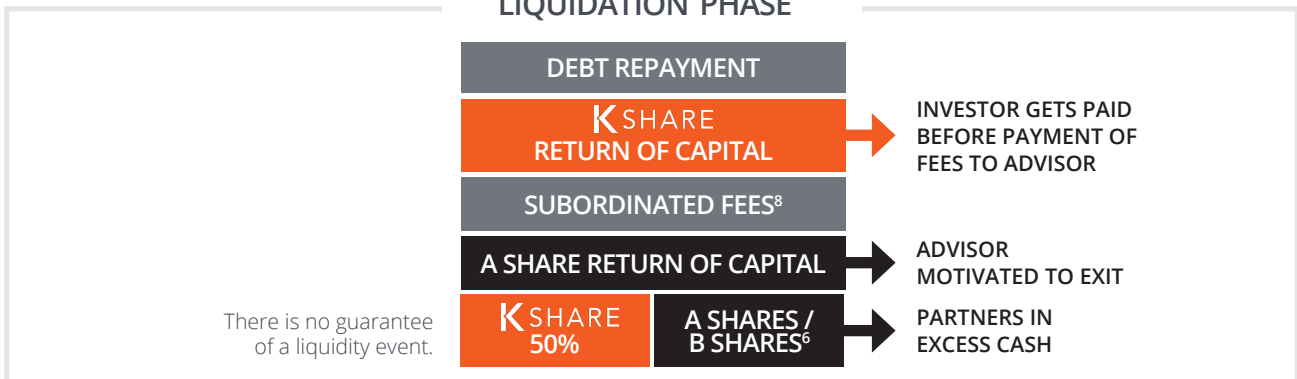 LIQUIDATION PHASE
DEBT REPAYMENT
K SHARE
RETURN OF CAPITAL
INVESTOR GETS PAID
BEFORE PAYMENT OF
FEES TO ADVISOR
SUBORDINATED FEES⁸
A SHARE RETURN OF CAPITAL
ADVISOR
MOTIVATED TO EXIT
There is no guarantee
of a liquidity event.
K SHARE
50%
A SHARES /
B SHARES⁶
PARTNERS IN
EXCESS CASH